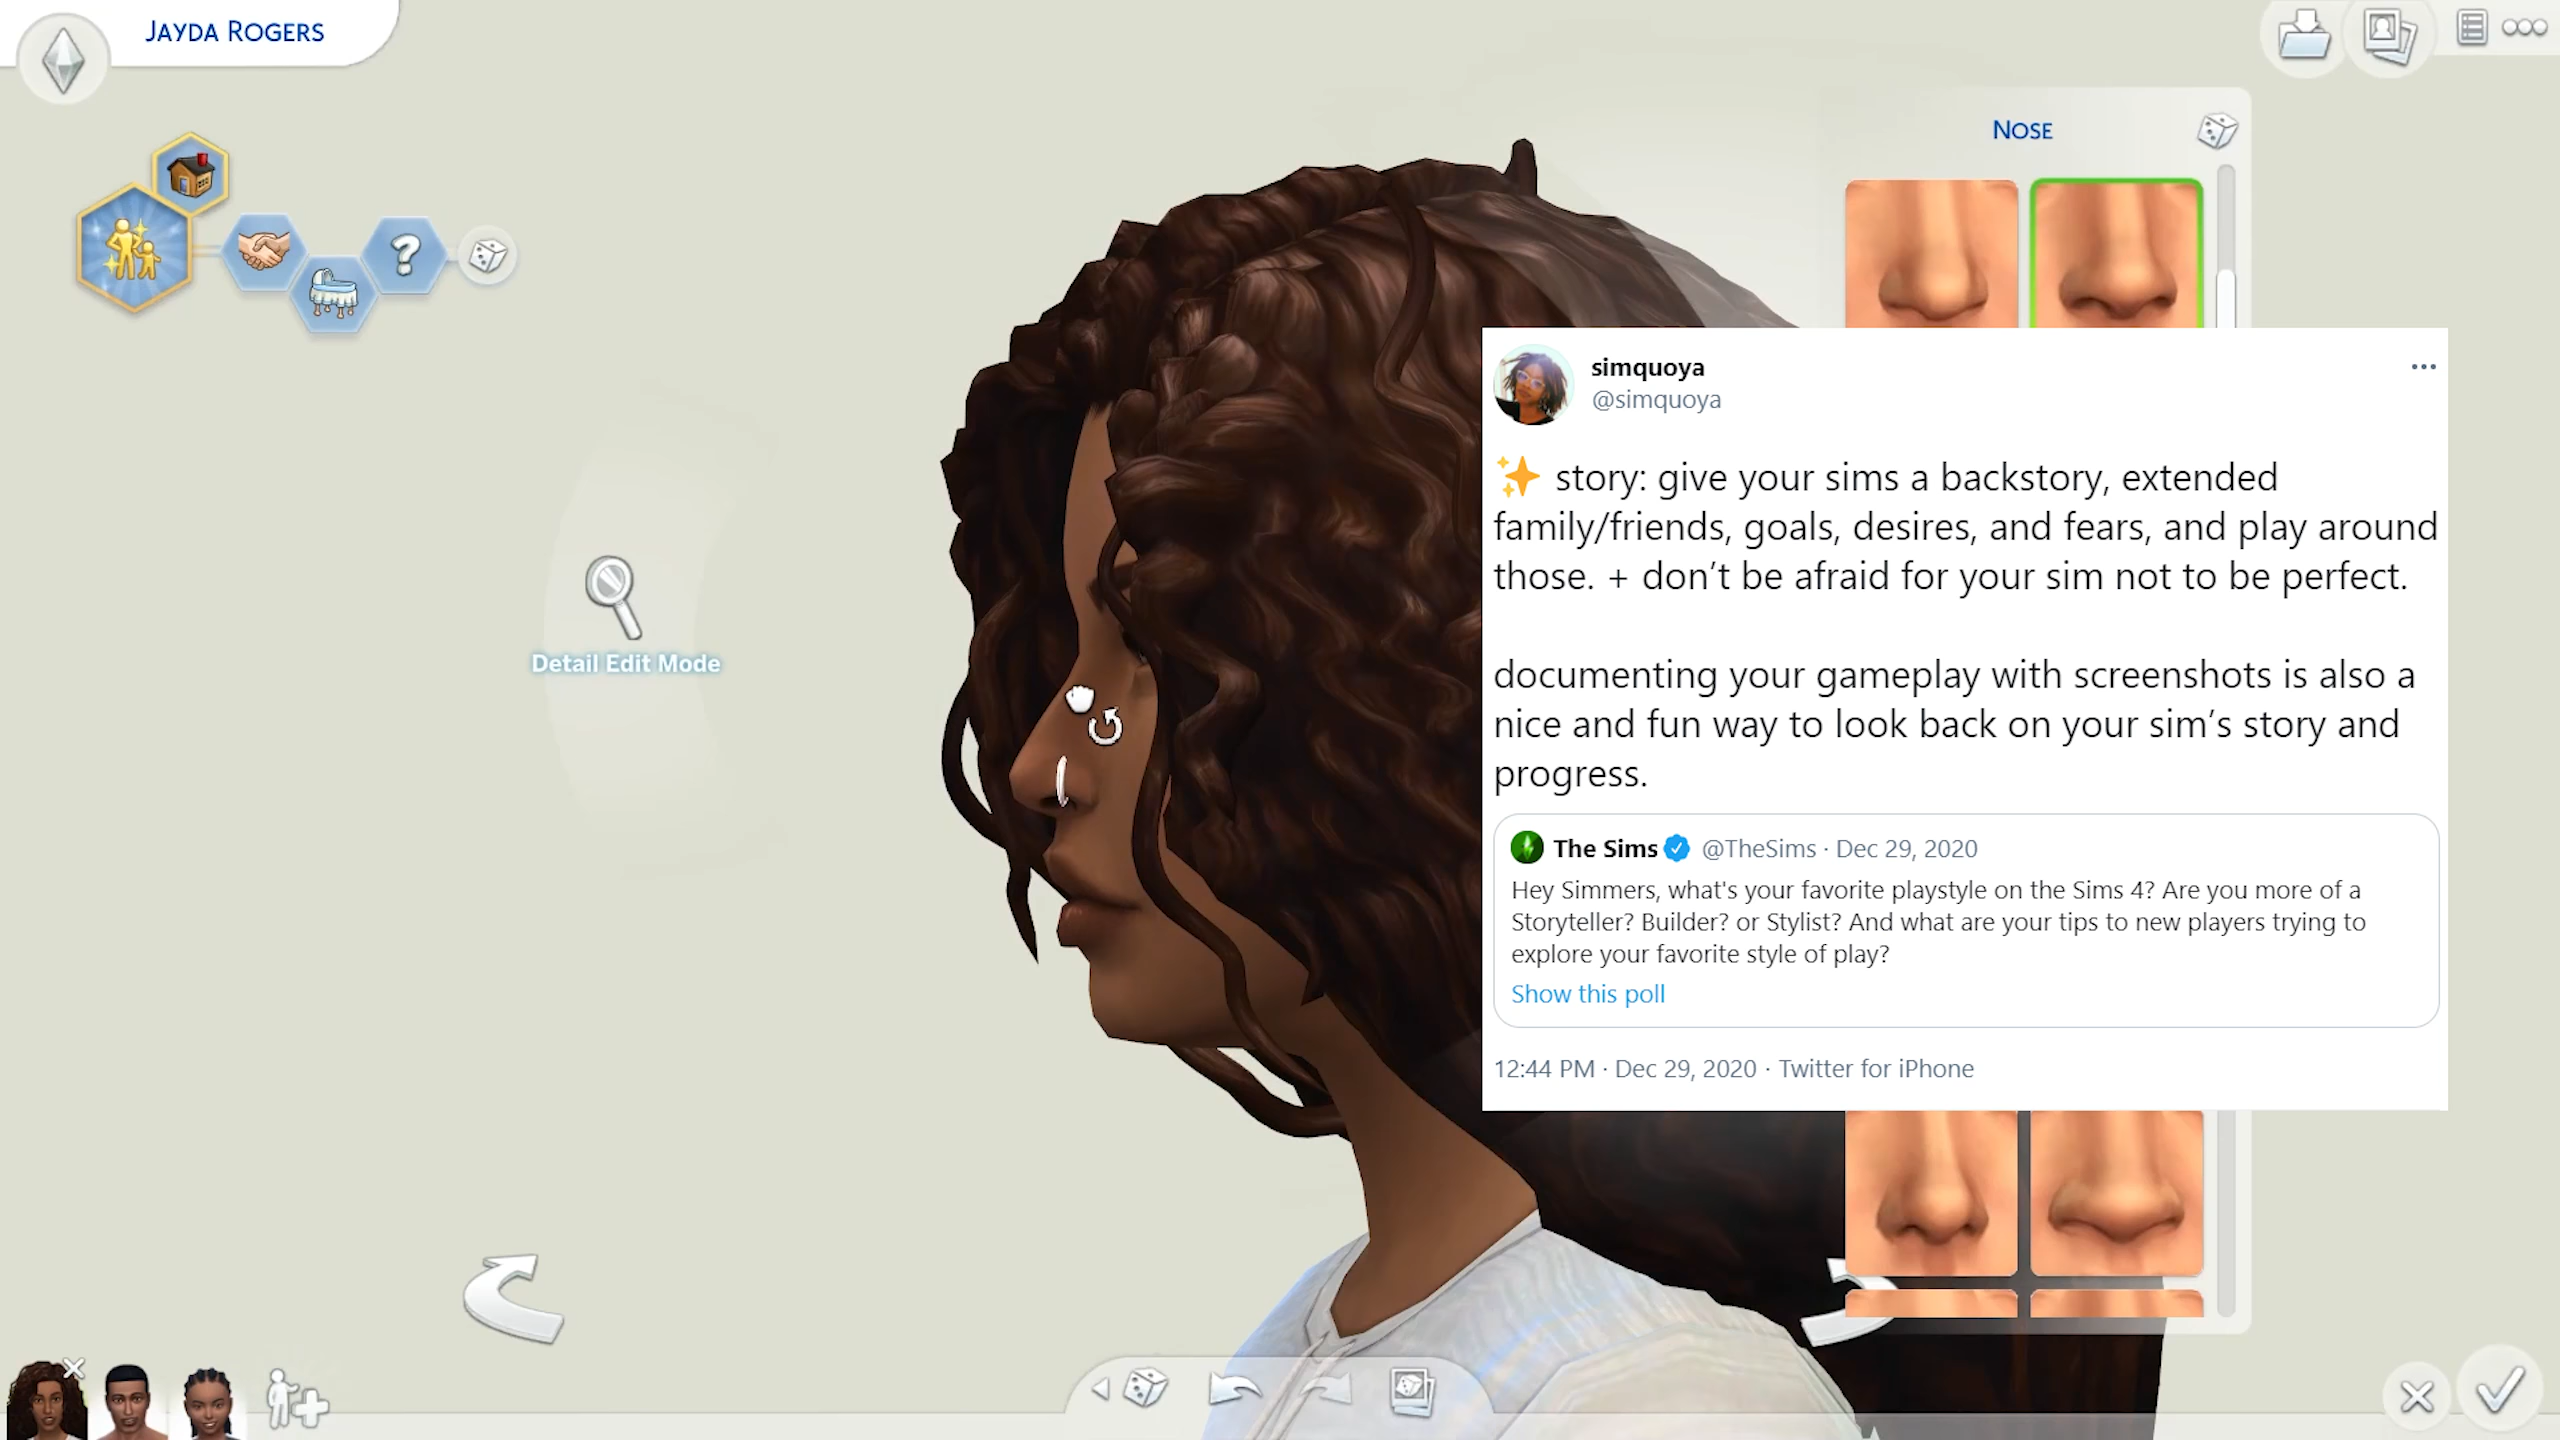 JAYDA ROGERS
NOSE
?
Detail Edit Mode
simquoya
@simquoya
✨ story: give your sims a backstory, extended
family/friends, goals, desires, and fears, and play around
those. + don’t be afraid for your sim not to be perfect.
documenting your gameplay with screenshots is also a
nice and fun way to look back on your sim’s story and
progress.
The Sims @TheSims · Dec 29, 2020
Hey Simmers, what's your favorite playstyle on the Sims 4? Are you more of a
Storyteller? Builder? or Stylist? And what are your tips to new players trying to
explore your favorite style of play?
Show this poll
12:44 PM · Dec 29, 2020 · Twitter for iPhone